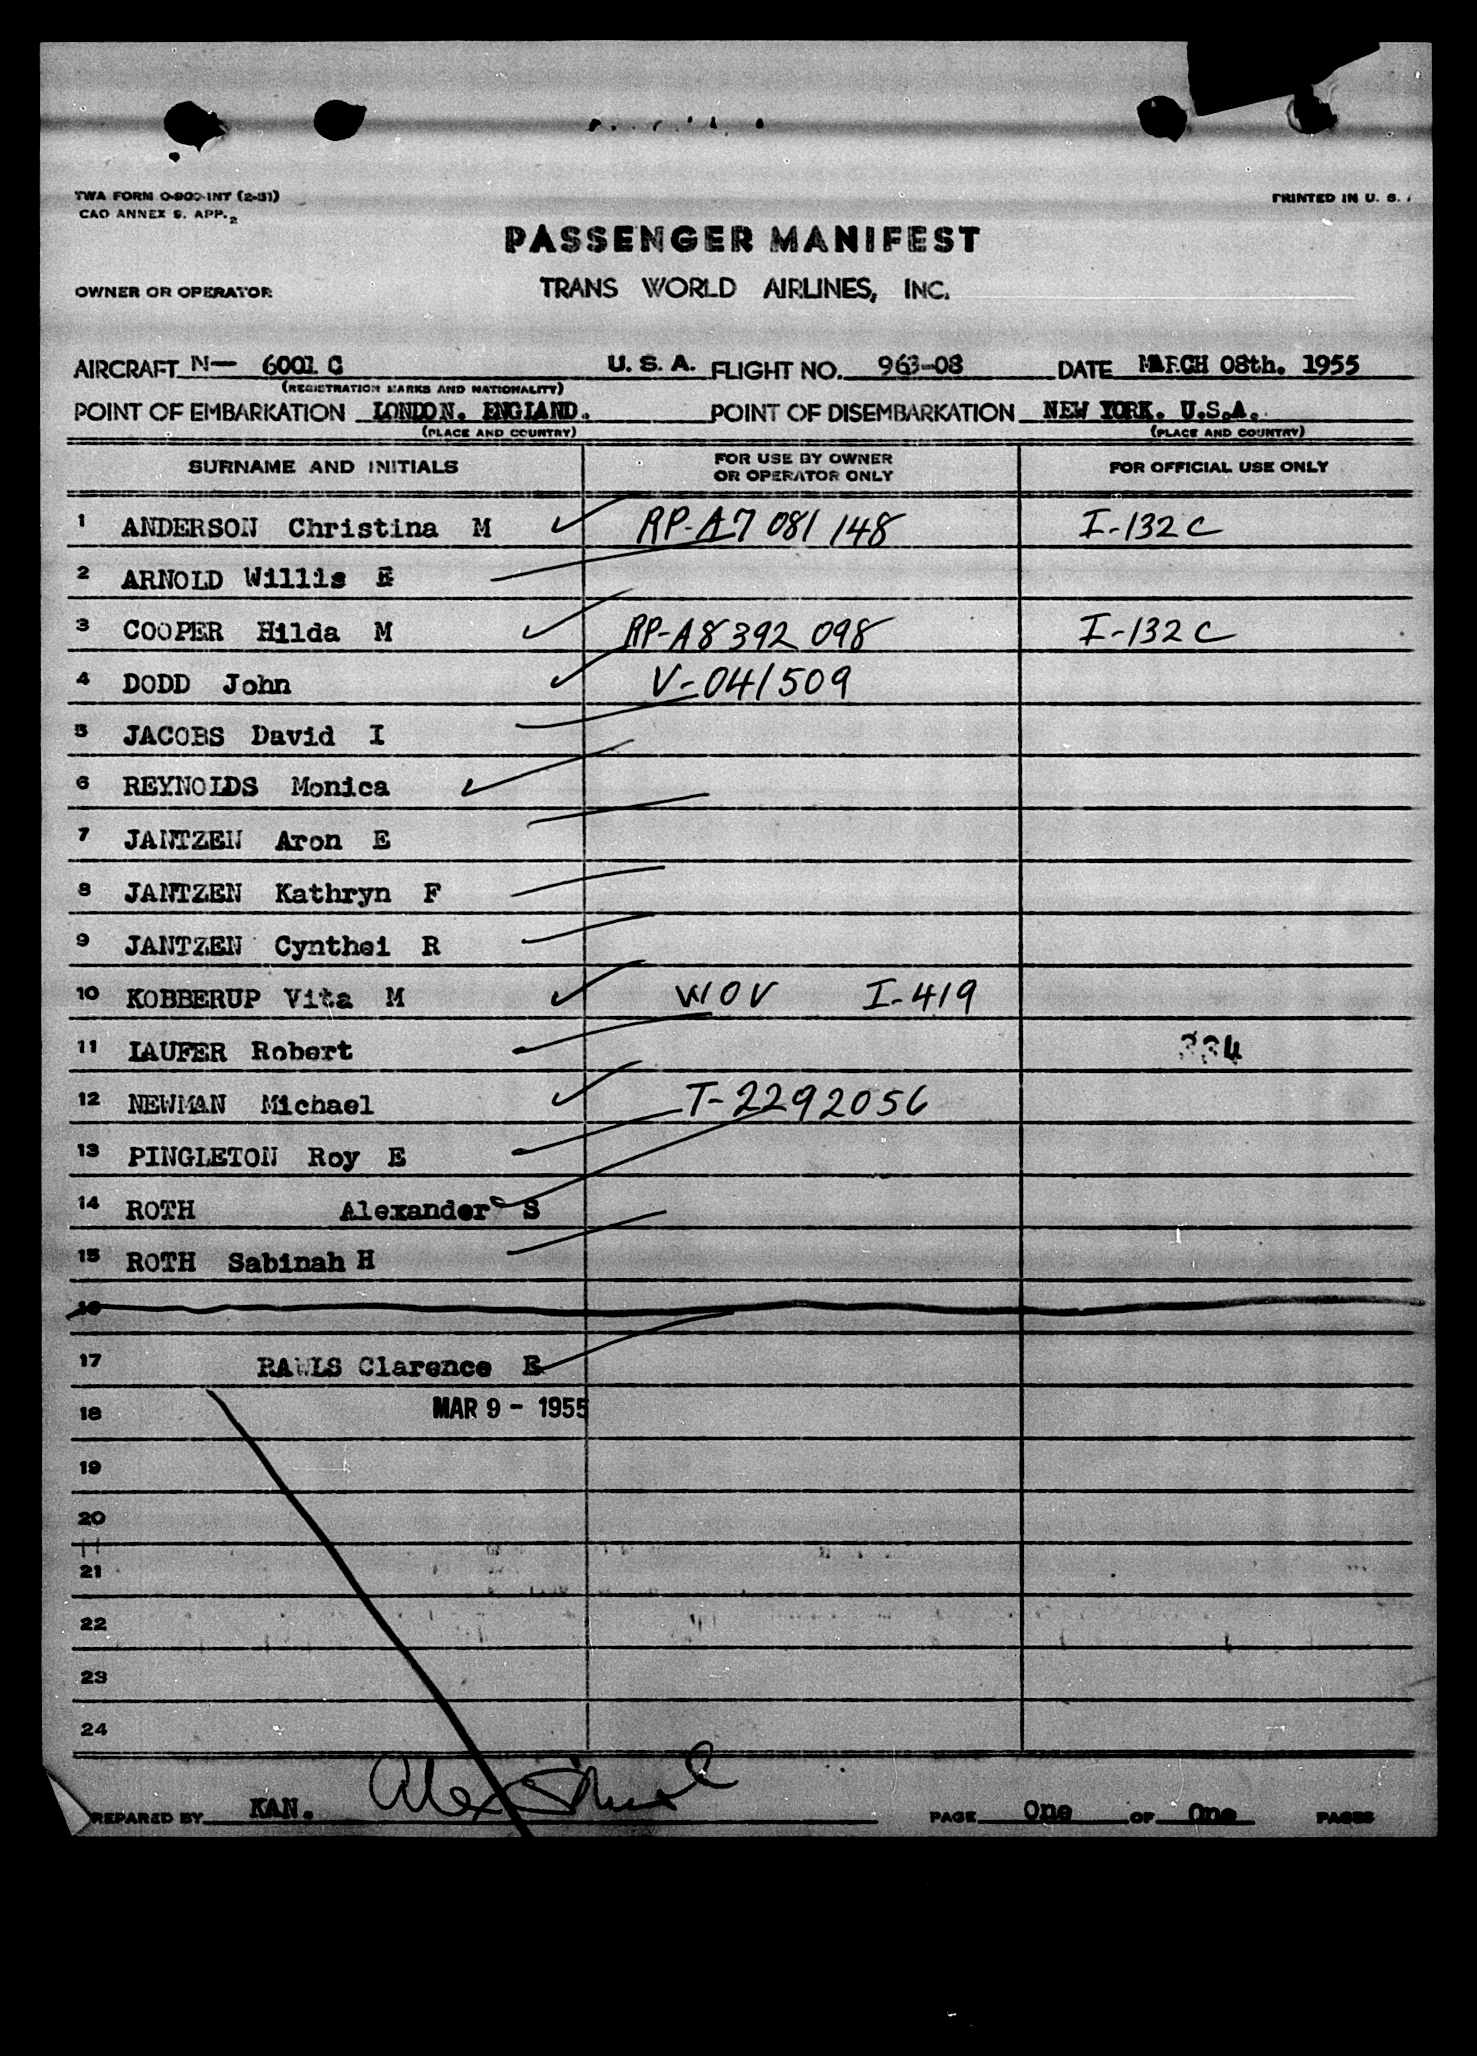 TWA FORM O-900-INT (2-51)
CAO ANNEX 9. APP. 2
PRINTED IN U. S.
PASSENGER MANIFEST
OWNER OR OPERATOR
TRANS WORLD AIRLINES, INC.
AIRCRAFT N— 6001 C U. S. A. FLIGHT NO. 963-08 DATE MARCH 08th. 1955
(REGISTRATION MARKS AND NATIONALITY)
POINT OF EMBARKATION LONDON. ENGLAND. POINT OF DISEMBARKATION NEW YORK. U.S.A.
(PLACE AND COUNTRY) (PLACE AND COUNTRY)
SURNAME AND INITIALS FOR USE BY OWNER OR OPERATOR ONLY FOR OFFICIAL USE ONLY
1 ANDERSON Christina M RP-A7 081 148 I-132C
2 ARNOLD Willis E
3 COOPER Hilda M RP-A8 392 098 I-132C
4 DODD John V-041509
5 JACOBS David I
6 REYNOLDS Monica
7 JANTZEN Aron E
8 JANTZEN Kathryn F
9 JANTZEN Cynthei R
10 KOBBERUP Vita M WOV I-419
11 LAUFER Robert 334
12 NEWMAN Michael T-2292056
13 PINGLETON Roy E
14 ROTH Alexander S
15 ROTH Sabinah H
16
17 RAWLS Clarence E
18 MAR 9 - 1955
19
20
21
22
23
24
PREPARED BY KAN. PAGE One OF One PAGES